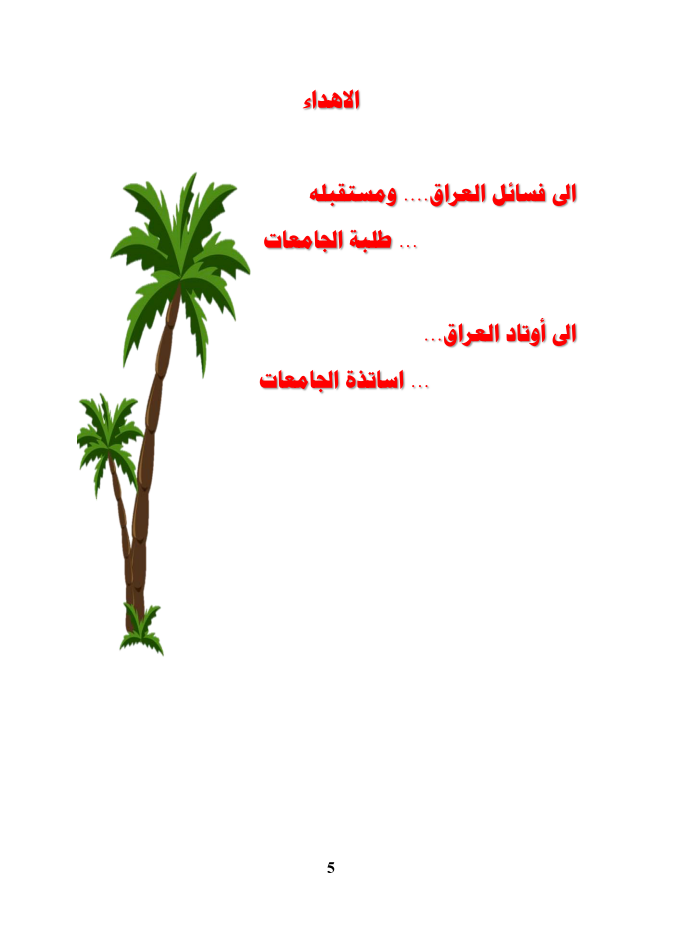 الاهداء
الى فسائل العراق.... ومستقبله
... طلبة الجامعات
الى أوتاد العراق...
... اساتذة الجامعات
5